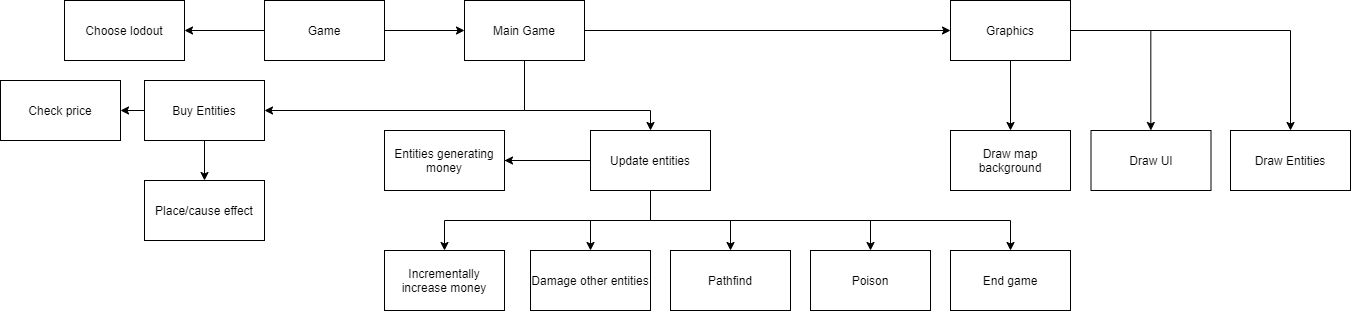 Choose lodout
Game
Main Game
Graphics
Check price
Buy Entities
Entities generating
money
Update entities
Draw map
background
Draw UI
Draw Entities
Place/cause effect
Incrementally
increase money
Damage other entities
Pathfind
Poison
End game